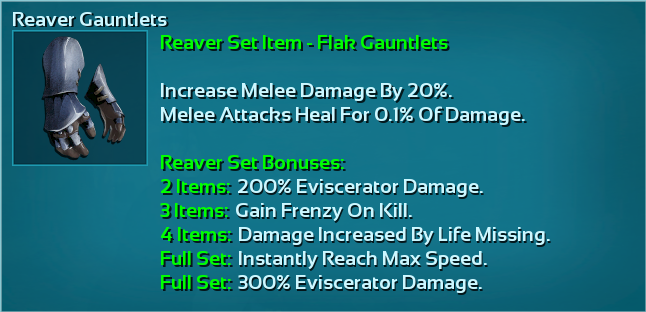 Reaver Gauntlets
Reaver Set Item - Flak Gauntlets
Increase Melee Damage By 20%.
Melee Attacks Heal For 0.1% Of Damage.
Reaver Set Bonuses:
2 Items: 200% Eviscerator Damage.
3 Items: Gain Frenzy On Kill.
4 Items: Damage Increased By Life Missing.
Full Set: Instantly Reach Max Speed.
Full Set: 300% Eviscerator Damage.